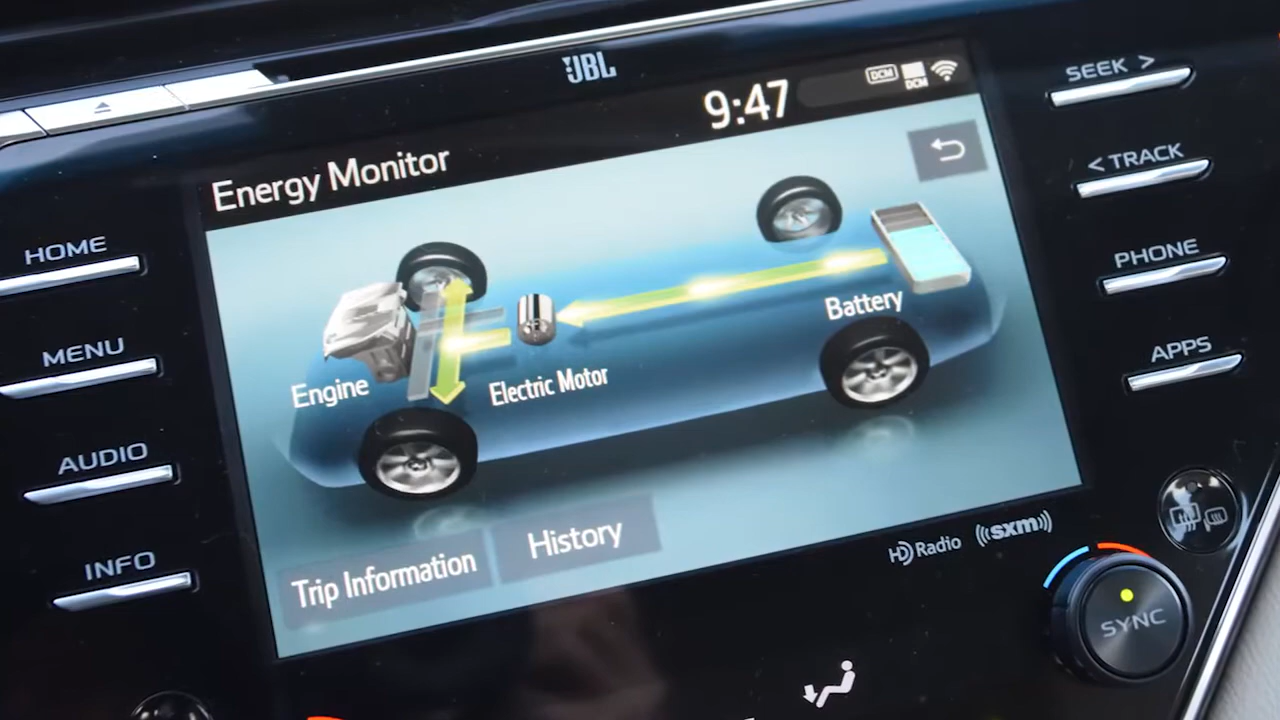 JBL
9:47
DCM
DCM
Energy Monitor
SEEK >
< TRACK
PHONE
APPS
HOME
MENU
AUDIO
INFO
Battery
Engine
Electric Motor
Trip Information
History
HD Radio
((sxm))
SYNC